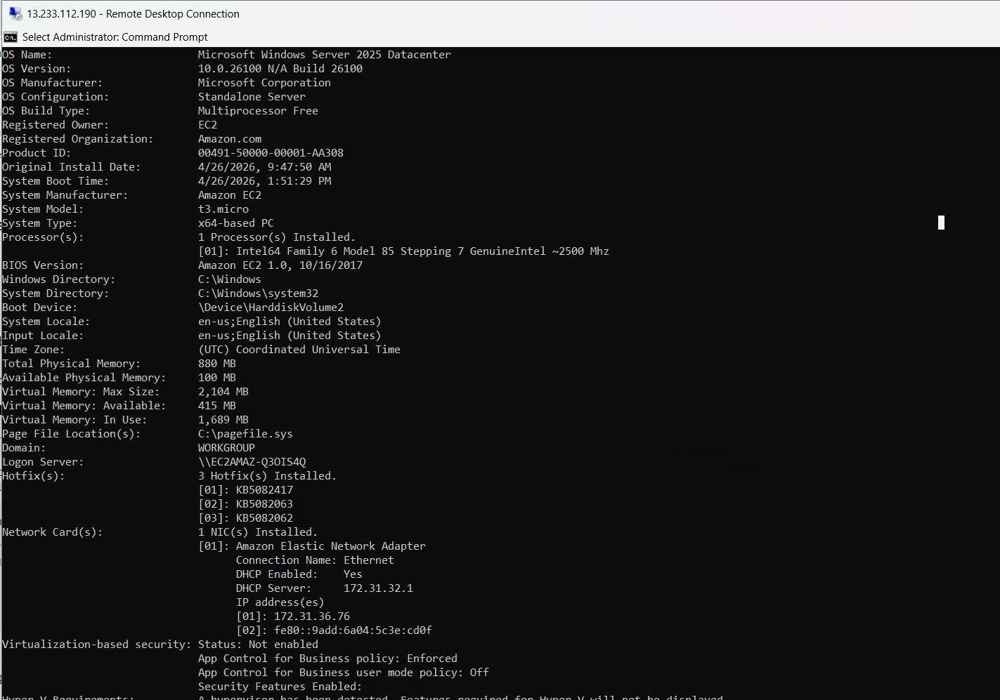 13.233.112.190 - Remote Desktop Connection
Select Administrator: Command Prompt
OS Name: Microsoft Windows Server 2025 Datacenter
OS Version: 10.0.26100 N/A Build 26100
OS Manufacturer: Microsoft Corporation
OS Configuration: Standalone Server
OS Build Type: Multiprocessor Free
Registered Owner: EC2
Registered Organization: Amazon.com
Product ID: 00491-50000-00001-AA308
Original Install Date: 4/26/2026, 9:47:50 AM
System Boot Time: 4/26/2026, 1:51:29 PM
System Manufacturer: Amazon EC2
System Model: t3.micro
System Type: x64-based PC
Processor(s): 1 Processor(s) Installed.
[01]: Intel64 Family 6 Model 85 Stepping 7 GenuineIntel ~2500 Mhz
BIOS Version: Amazon EC2 1.0, 10/16/2017
Windows Directory: C:\Windows
System Directory: C:\Windows\system32
Boot Device: \Device\HarddiskVolume2
System Locale: en-us;English (United States)
Input Locale: en-us;English (United States)
Time Zone: (UTC) Coordinated Universal Time
Total Physical Memory: 880 MB
Available Physical Memory: 100 MB
Virtual Memory: Max Size: 2,104 MB
Virtual Memory: Available: 415 MB
Virtual Memory: In Use: 1,689 MB
Page File Location(s): C:\pagefile.sys
Domain: WORKGROUP
Logon Server: \\EC2AMAZ-Q3OIS4Q
Hotfix(s): 3 Hotfix(s) Installed.
[01]: KB5082417
[02]: KB5082063
[03]: KB5082062
Network Card(s): 1 NIC(s) Installed.
[01]: Amazon Elastic Network Adapter
Connection Name: Ethernet
DHCP Enabled: Yes
DHCP Server: 172.31.32.1
IP address(es)
[01]: 172.31.36.76
[02]: fe80::9add:6a04:5c3e:cd0f
Virtualization-based security: Status: Not enabled
App Control for Business policy: Enforced
App Control for Business user mode policy: Off
Security Features Enabled:
Hyper-V Requirements: A hypervisor has been detected. Features required for Hyper-V will not be displayed.